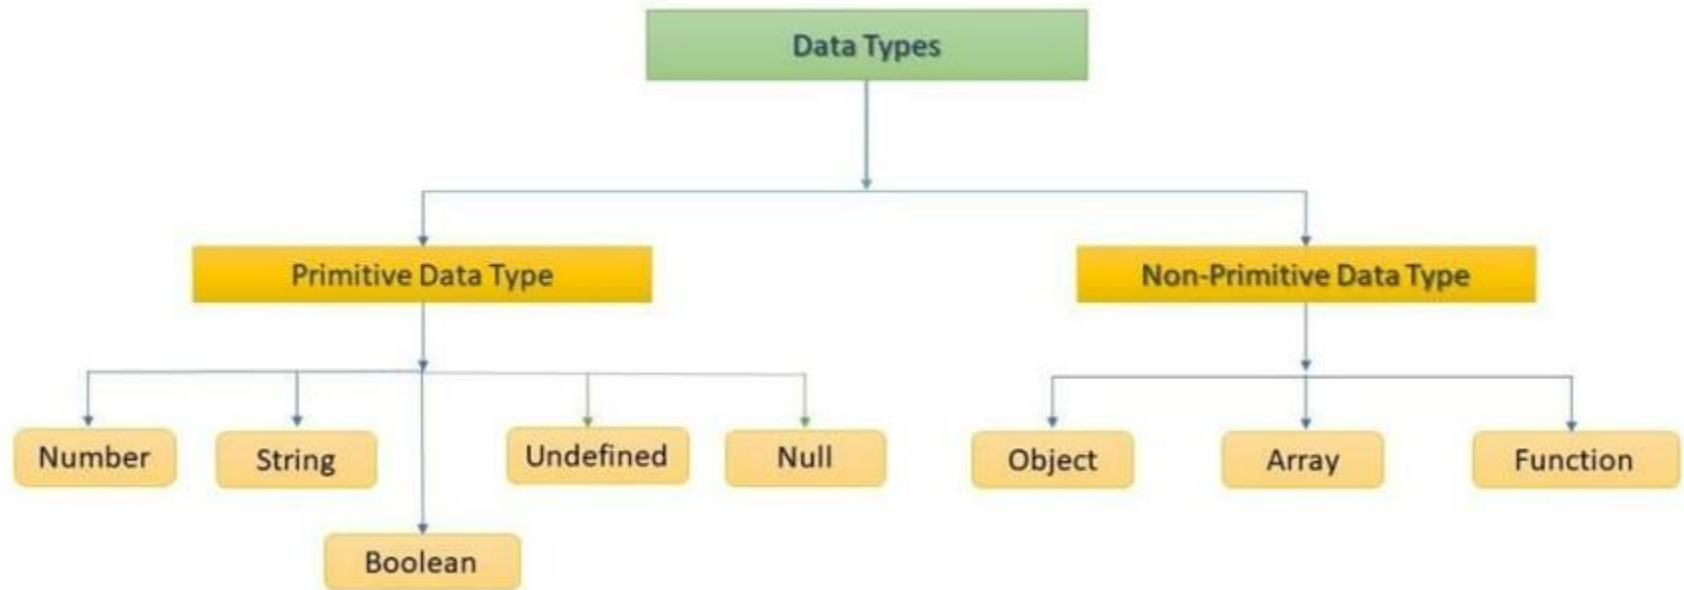 Data Types
Primitive Data Type
Non-Primitive Data Type
Number
String
Undefined
Null
Object
Array
Function
Boolean